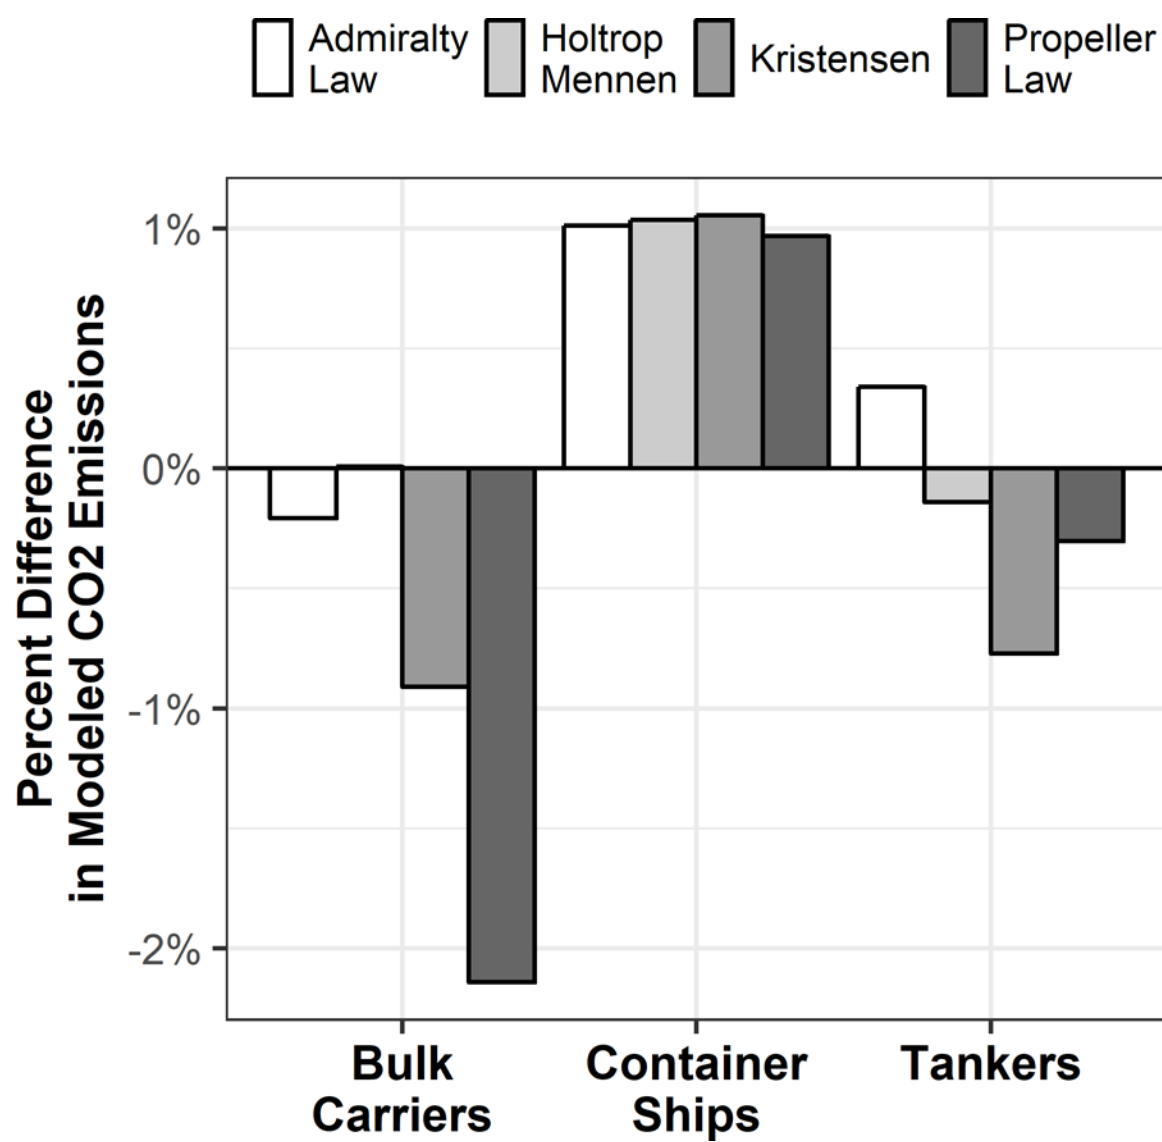 Admiralty
Law
Holtrop
Mennen
Kristensen
Propeller
Law
Percent Difference
in Modeled CO2 Emissions
1%
0%
-1%
-2%
Bulk
Carriers
Container
Ships
Tankers